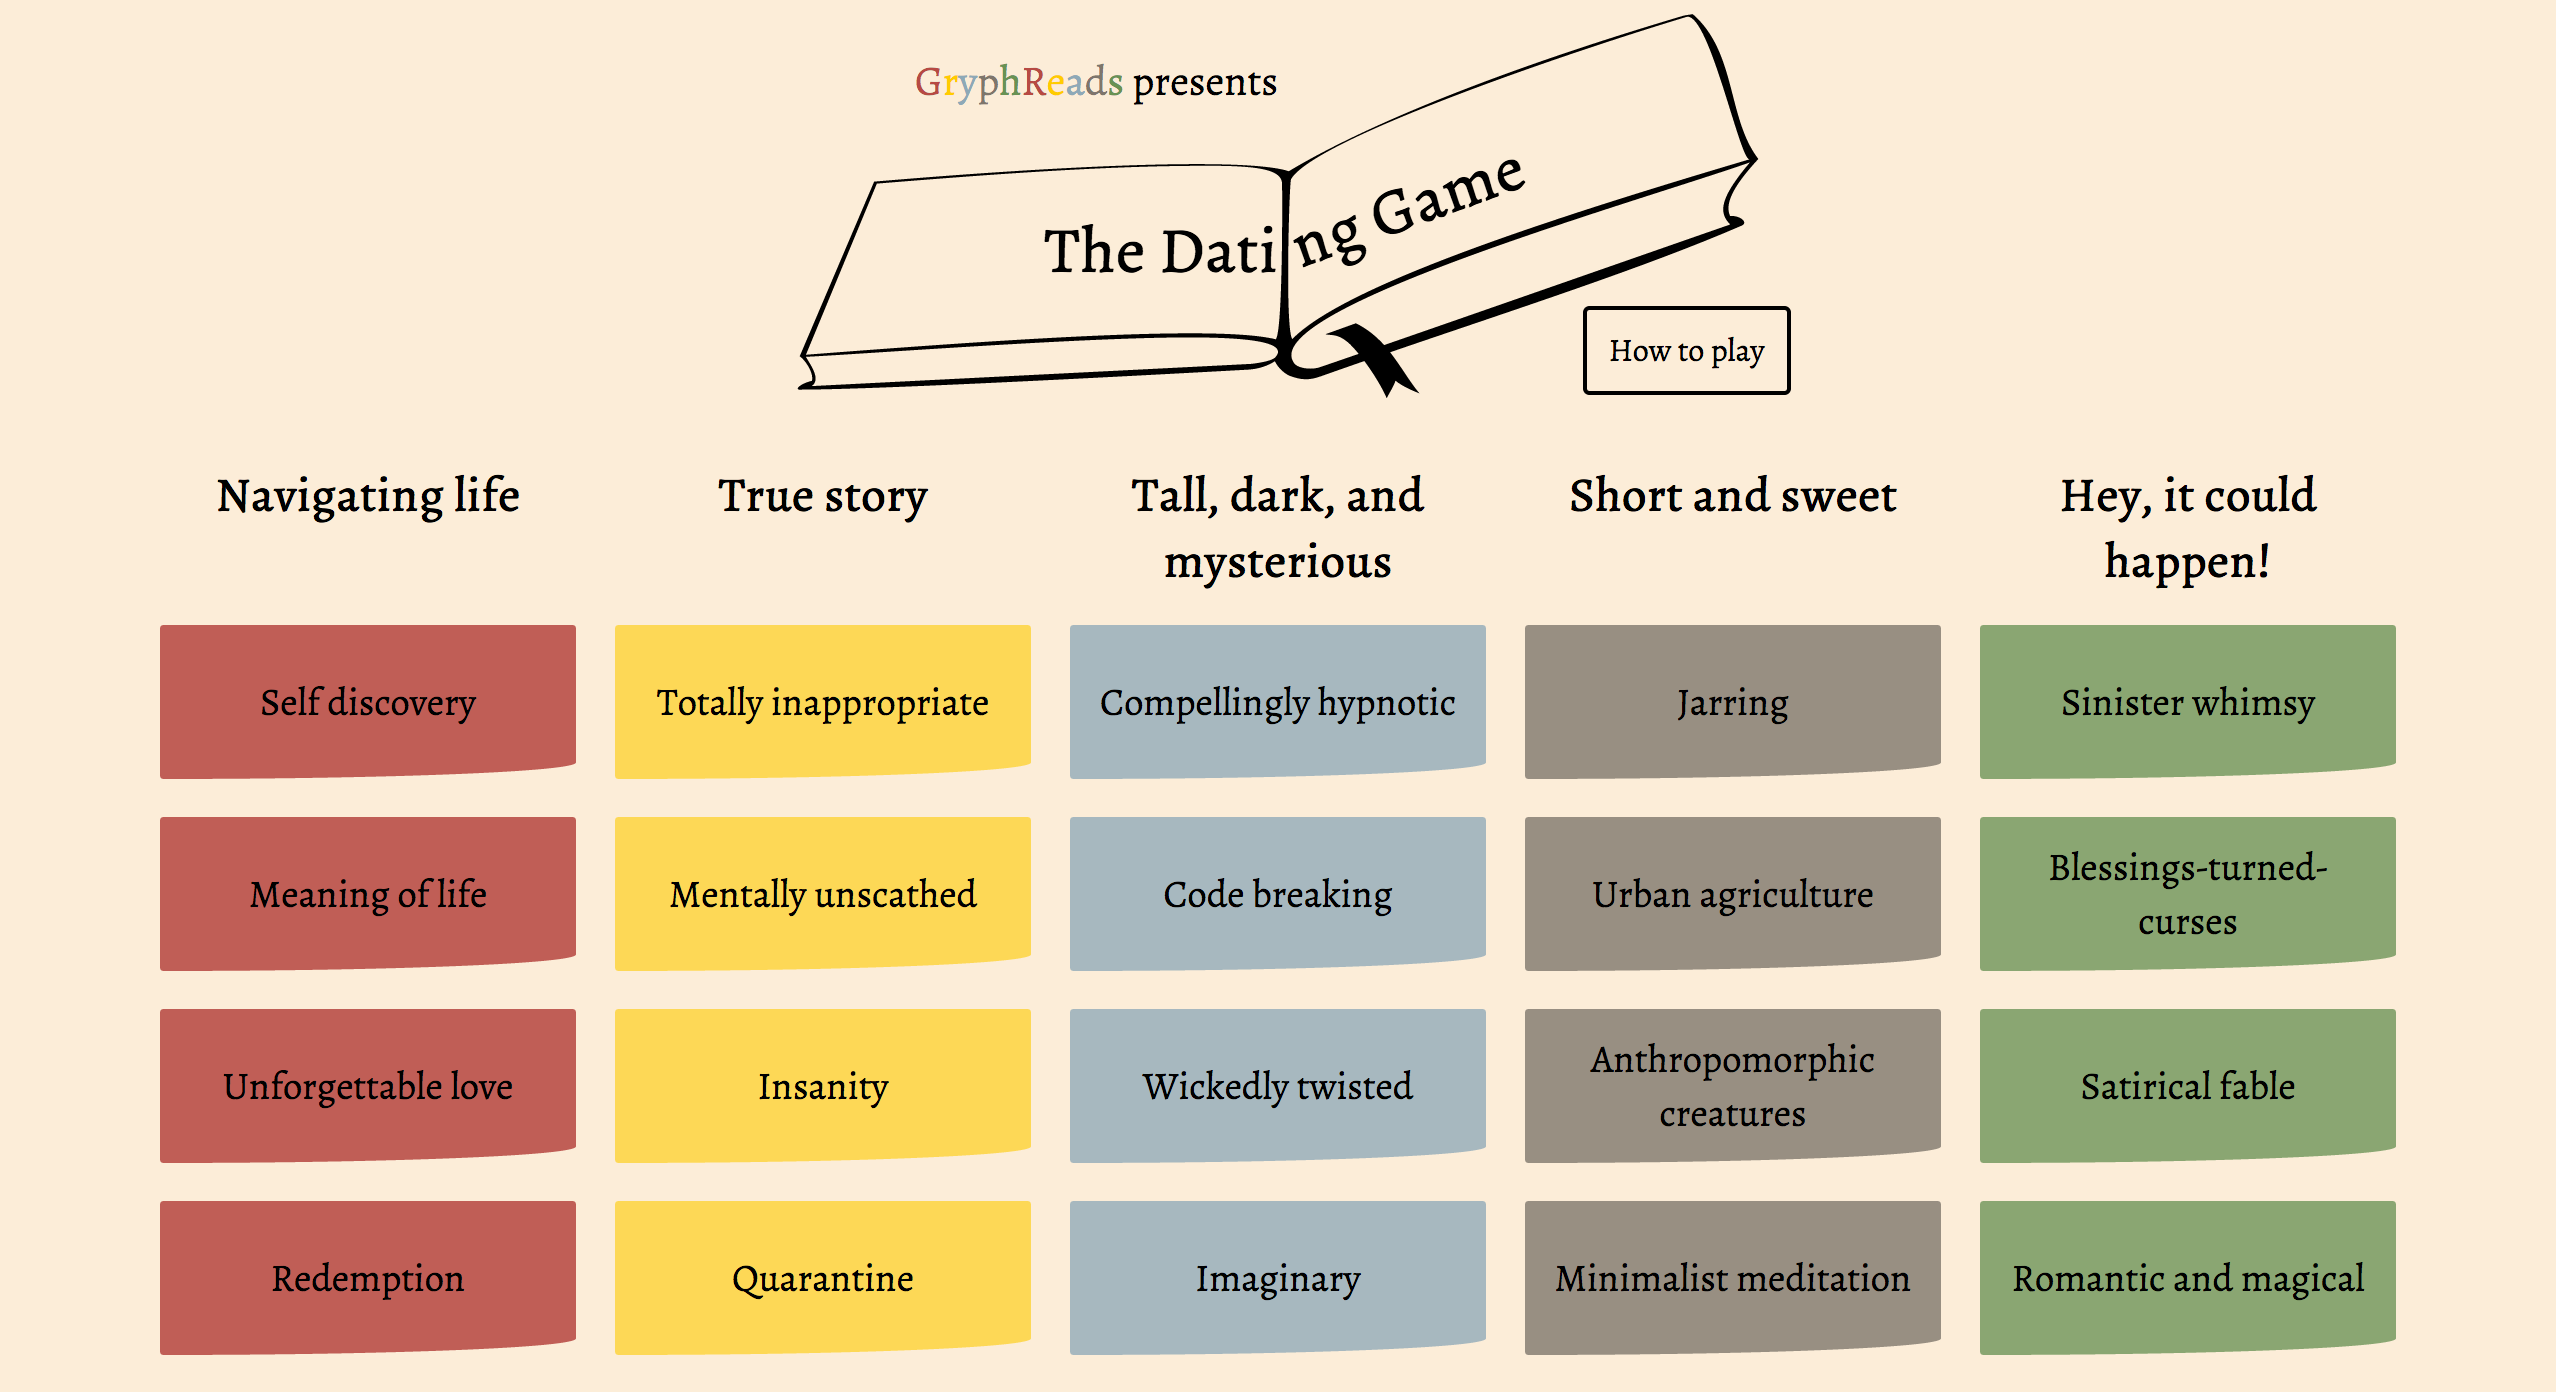 GryphReads presents
The Dating Game
How to play
Navigating life
True story
Tall, dark, and
mysterious
Short and sweet
Hey, it could
happen!
Self discovery
Totally inappropriate
Compellingly hypnotic
Jarring
Sinister whimsy
Meaning of life
Mentally unscathed
Code breaking
Urban agriculture
Blessings-turned-
curses
Unforgettable love
Insanity
Wickedly twisted
Anthropomorphic
creatures
Satirical fable
Redemption
Quarantine
Imaginary
Minimalist meditation
Romantic and magical